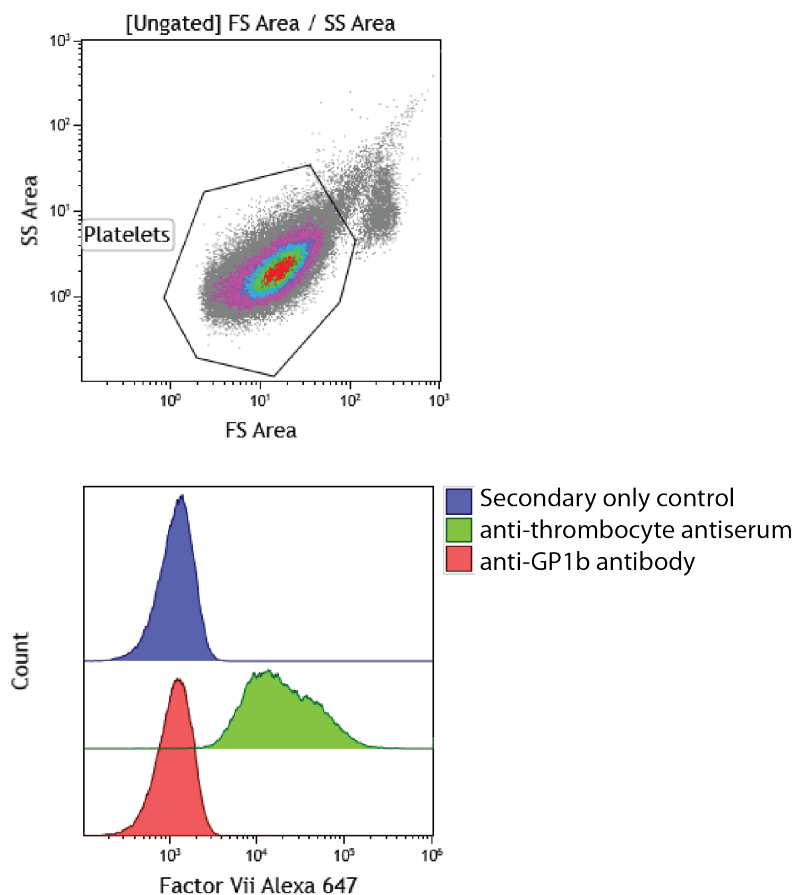 [Ungated] FS Area / SS Area
10³
10²
10¹
10⁰
SS Area
Platelets
10⁰ 10¹ 10² 10³
FS Area
Secondary only control
anti-thrombocyte antiserum
anti-GP1b antibody
Count
10³ 10⁴ 10⁵ 10⁶
Factor Vii Alexa 647